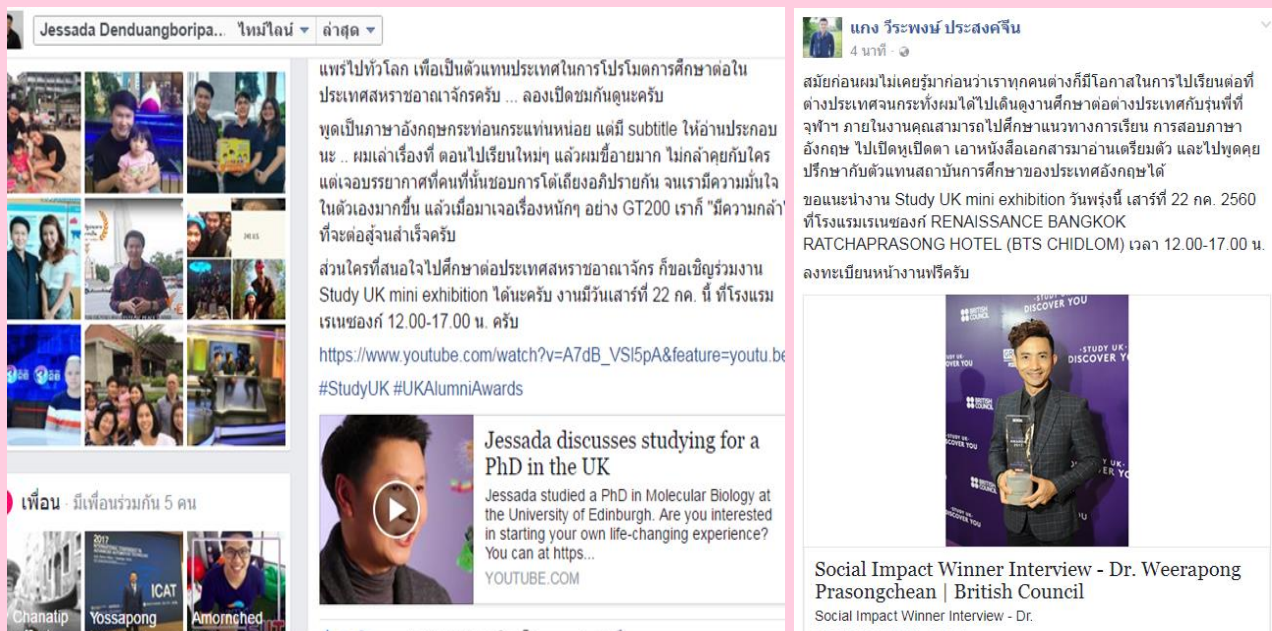 Jessada Denduangboripa... ไทม์ไลน์ ล่าสุด
แพร่ไปทั่วโลก เพื่อเป็นตัวแทนประเทศในการโปรโมตการศึกษาต่อใน
ประเทศสหราชอาณาจักรครับ ... ลองเปิดชมกันดูนะครับ
พูดเป็นภาษาอังกฤษกระท่อนกระแท่นหน่อย แต่มี subtitle ให้อ่านประกอบ
นะ .. ผมเล่าเรื่องที่ ตอนไปเรียนใหม่ๆ แล้วผมขี้อายมาก ไม่กล้าคุยกับใคร
แต่เจอบรรยากาศที่คนที่นั่นชอบการโต้เถียงอภิปรายกัน จนเรามีความมั่นใจ
ในตัวเองมากขึ้น แล้วเมื่อมาเจอเรื่องหนักๆ อย่าง GT200 เราก็ "มีความกล้า"
ที่จะต่อสู้จนสำเร็จครับ
ส่วนใครที่สนอใจไปศึกษาต่อประเทศสหราชอาณาจักร ก็ขอเชิญร่วมงาน
Study UK mini exhibition ได้นะครับ งานมีวันเสาร์ที่ 22 กค. นี้ ที่โรงแรม
เรเนซองก์ 12.00-17.00 น. ครับ
https://www.youtube.com/watch?v=A7dB_VSl5pA&feature=youtu.be
#StudyUK #UKAlumniAwards
Jessada discusses studying for a
PhD in the UK
Jessada studied a PhD in Molecular Biology at
the University of Edinburgh. Are you interested
in starting your own life-changing experience?
You can at https...
YOUTUBE.COM
เพื่อน · มีเพื่อนร่วมกัน 5 คน
2017
ICAT
Chanatip
Yossapong
Amornched
แกง วีระพงษ์ ประสงค์จีน
4 นาที ·
สมัยก่อนผมไม่เคยรู้มาก่อนว่าเราทุกคนต่างก็มีโอกาสในการไปเรียนต่อที่
ต่างประเทศจนกระทั่งผมได้ไปเดินดูงานศึกษาต่อต่างประเทศกับรุ่นพี่ที่
จุฬาฯ ภายในงานคุณสามารถไปศึกษาแนวทางการเรียน การสอบภาษา
อังกฤษ ไปเปิดหูเปิดตา เอาหนังสือเอกสารมาอ่านเตรียมตัว และไปพูดคุย
ปรึกษากับตัวแทนสถาบันการศึกษาของประเทศอังกฤษได้
ขอแนะนำงาน Study UK mini exhibition วันพรุ่งนี้ เสาร์ที่ 22 กค. 2560
ที่โรงแรมเรเนซองก์ RENAISSANCE BANGKOK
RATCHAPRASONG HOTEL (BTS CHIDLOM) เวลา 12.00-17.00 น.
ลงทะเบียนหน้างานฟรีครับ
BRITISH COUNCIL
·STUDY UK·
DISCOVER YOU
Social Impact Winner Interview - Dr. Weerapong
Prasongchean | British Council
Social Impact Winner Interview - Dr.